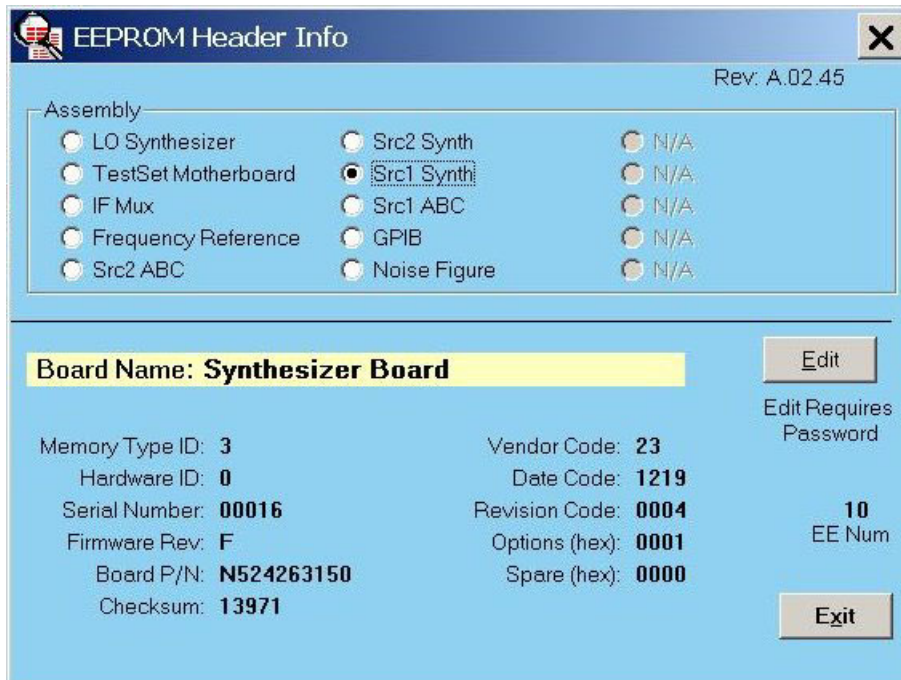 EEPROM Header Info
Rev: A.02.45
Assembly
LO Synthesizer
TestSet Motherboard
IF Mux
Frequency Reference
Src2 ABC
Src2 Synth
Src1 Synth
Src1 ABC
GPIB
Noise Figure
N/A
N/A
N/A
N/A
N/A
Board Name: Synthesizer Board
Edit
Edit Requires
Password
Memory Type ID: 3
Hardware ID: 0
Serial Number: 00016
Firmware Rev: F
Board P/N: N524263150
Checksum: 13971
Vendor Code: 23
Date Code: 1219
Revision Code: 0004
Options (hex): 0001
Spare (hex): 0000
10
EE Num
Exit